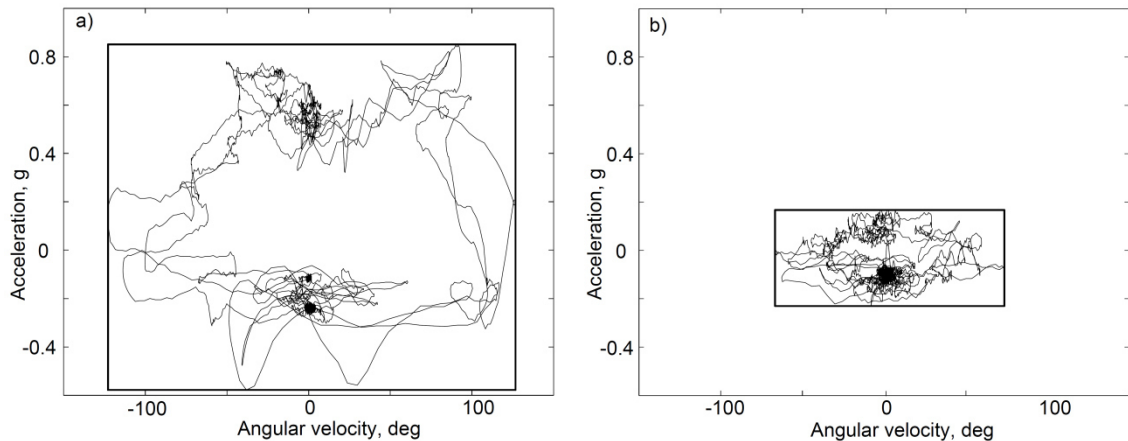 a)
0.8
0.4
0
-0.4
Acceleration, g
-100
0
100
Angular velocity, deg
b)
0.8
0.4
0
-0.4
Acceleration, g
-100
0
100
Angular velocity, deg